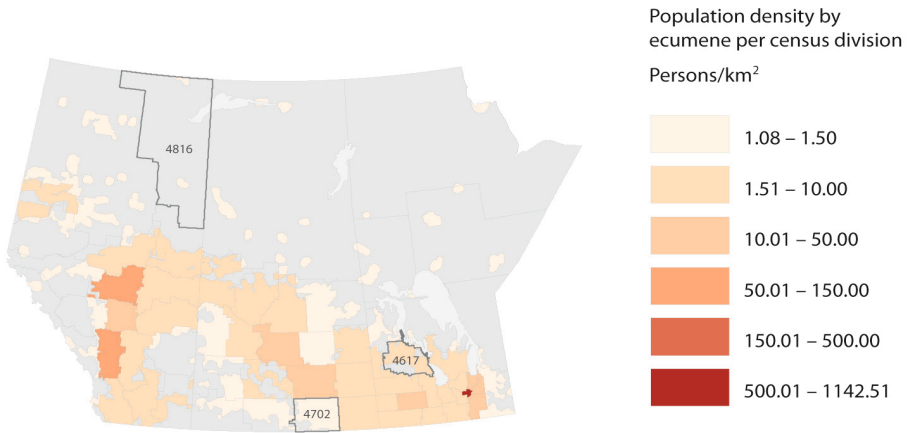 Population density by
ecumene per census division
Persons/km²
1.08 – 1.50
1.51 – 10.00
10.01 – 50.00
50.01 – 150.00
150.01 – 500.00
500.01 – 1142.51
4816
4617
4702